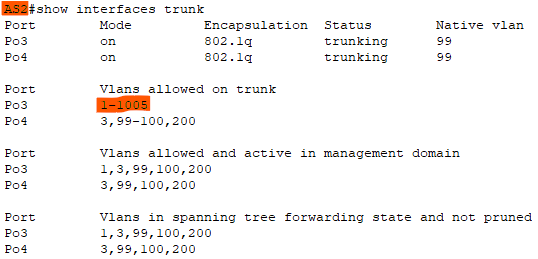 AS2#show interfaces trunk
Port Mode Encapsulation Status Native vlan
Po3 on 802.1q trunking 99
Po4 on 802.1q trunking 99
Port Vlans allowed on trunk
Po3 1-1005
Po4 3,99-100,200
Port Vlans allowed and active in management domain
Po3 1,3,99,100,200
Po4 3,99,100,200
Port Vlans in spanning tree forwarding state and not pruned
Po3 1,3,99,100,200
Po4 3,99,100,200